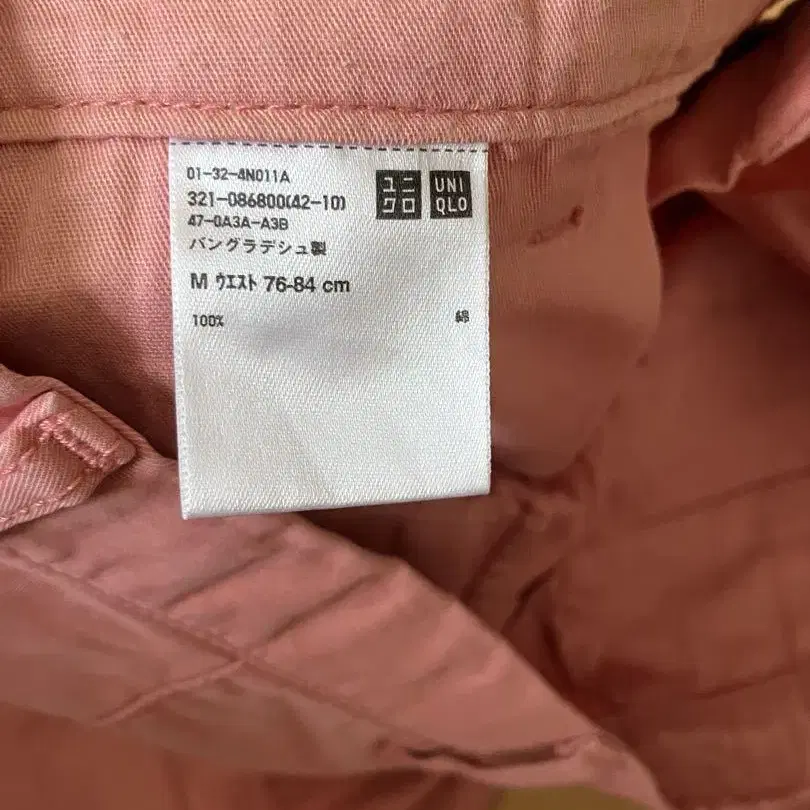 01-32-4N011A
321-086800(42-10)
47-0A3A-A3B
バングラデシュ製
ユニ
クロ
UNI
QLO
M ウエスト 76-84 cm
100% 綿